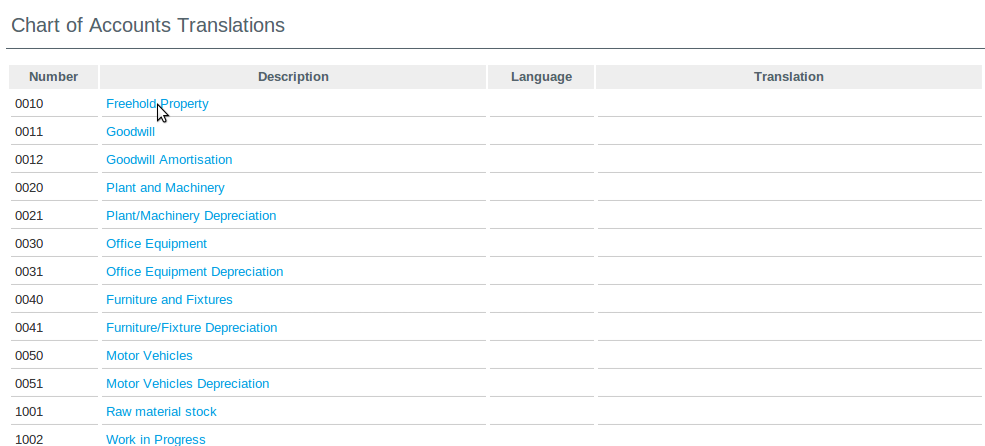 Chart of Accounts Translations
Number Description Language Translation
0010 Freehold Property
0011 Goodwill
0012 Goodwill Amortisation
0020 Plant and Machinery
0021 Plant/Machinery Depreciation
0030 Office Equipment
0031 Office Equipment Depreciation
0040 Furniture and Fixtures
0041 Furniture/Fixture Depreciation
0050 Motor Vehicles
0051 Motor Vehicles Depreciation
1001 Raw material stock
1002 Work in Progress